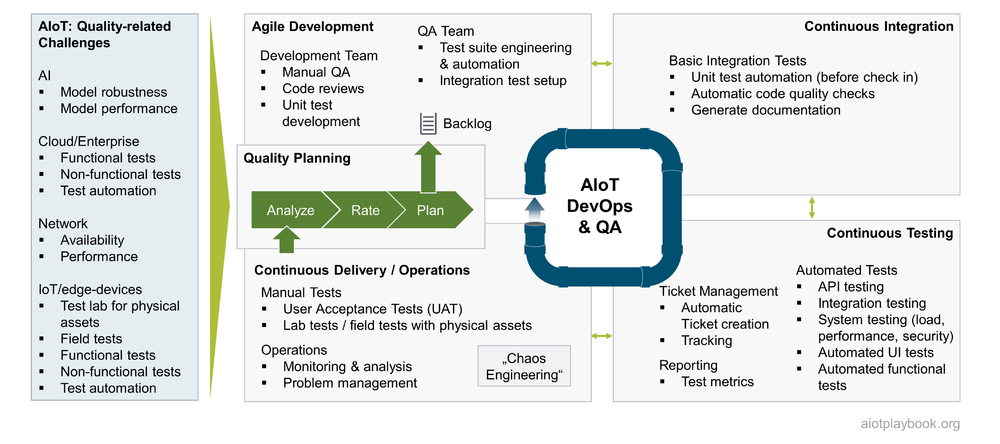 AIoT: Quality-related
Challenges
AI
▪ Model robustness
▪ Model performance
Cloud/Enterprise
▪ Functional tests
▪ Non-functional tests
▪ Test automation
Network
▪ Availability
▪ Performance
IoT/edge-devices
▪ Test lab for physical
assets
▪ Field tests
▪ Functional tests
▪ Non-functional tests
▪ Test automation
Agile Development
Development Team
▪ Manual QA
▪ Code reviews
▪ Unit test
development
QA Team
▪ Test suite engineering
& automation
▪ Integration test setup
Backlog
Quality Planning
Analyze
Rate
Plan
Continuous Delivery / Operations
Manual Tests
▪ User Acceptance Tests (UAT)
▪ Lab tests / field tests with physical assets
Operations
▪ Monitoring & analysis
▪ Problem management
„Chaos
Engineering“
AIoT
DevOps
& QA
Continuous Integration
Basic Integration Tests
▪ Unit test automation (before check in)
▪ Automatic code quality checks
▪ Generate documentation
Continuous Testing
Ticket Management
▪ Automatic
Ticket creation
▪ Tracking
Reporting
▪ Test metrics
Automated Tests
▪ API testing
▪ Integration testing
▪ System testing (load,
performance, security)
▪ Automated UI tests
▪ Automated functional
tests
aiotplaybook.org